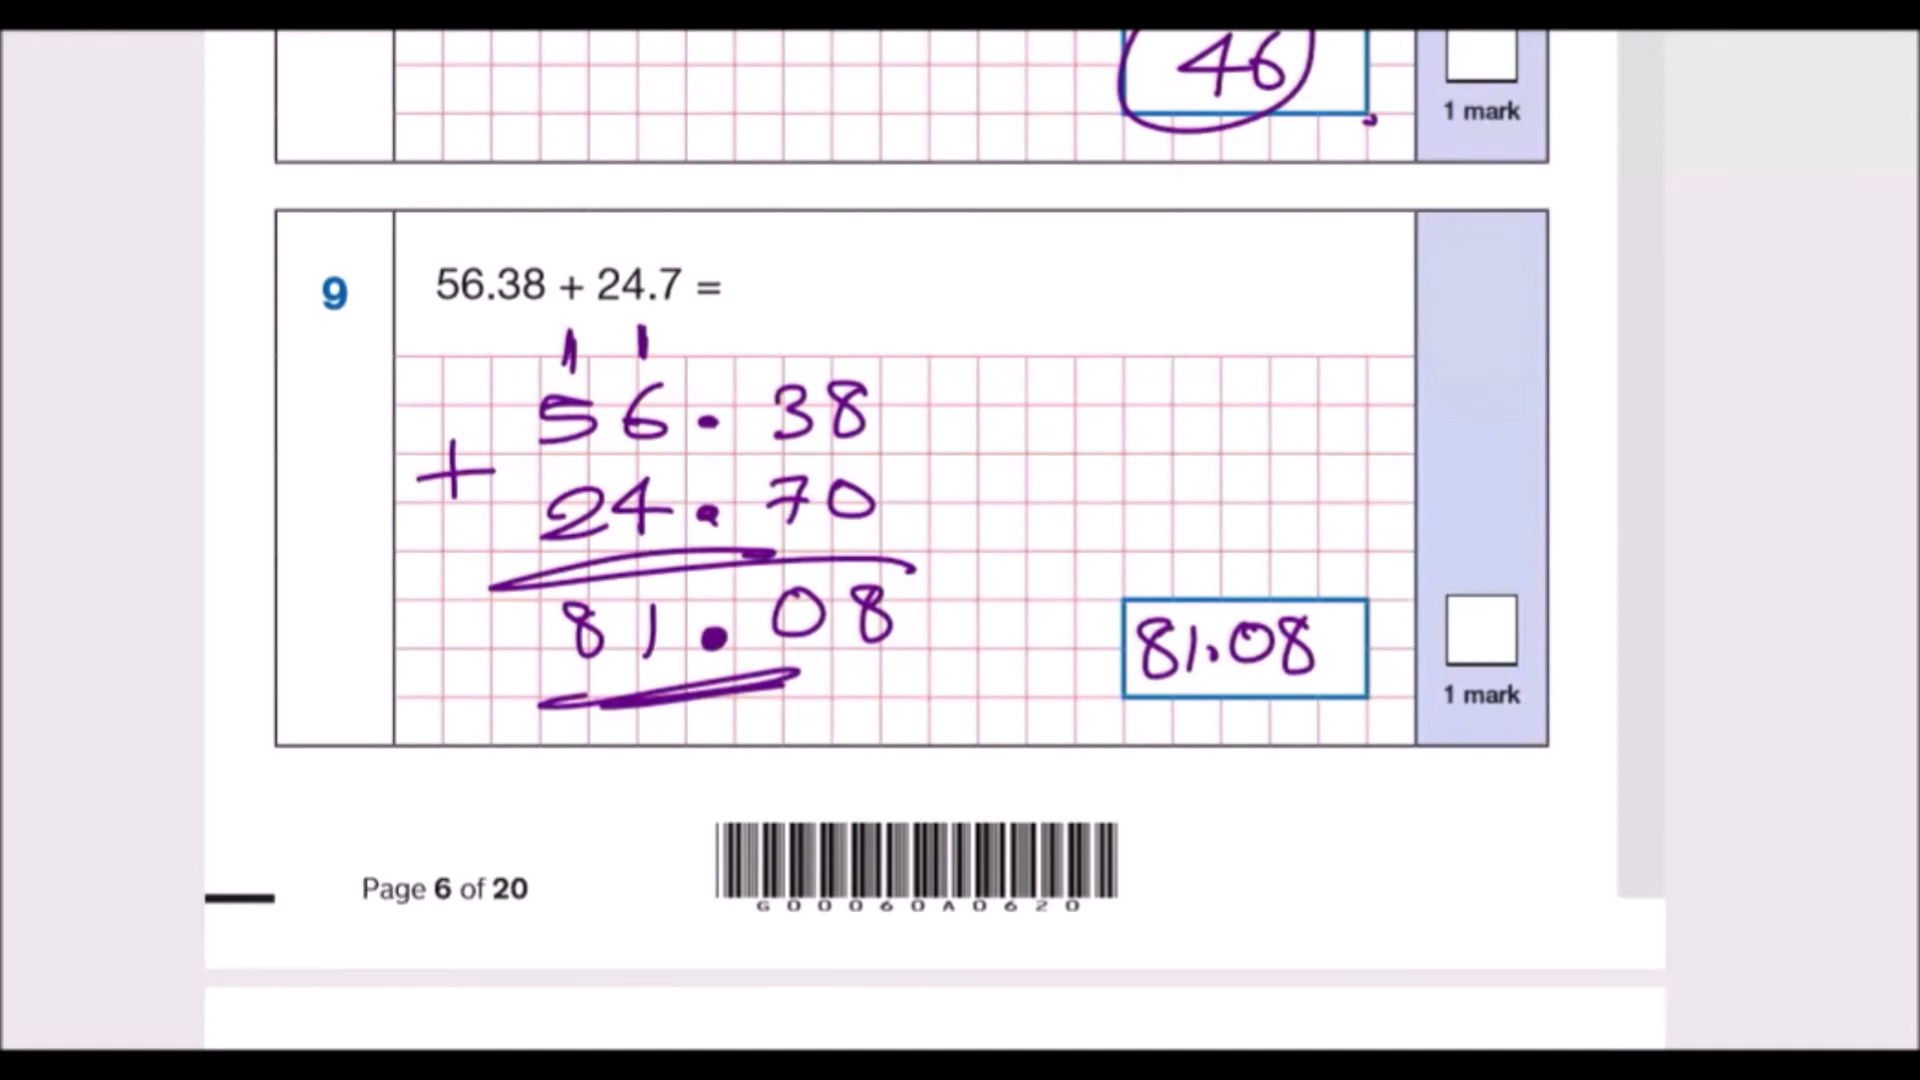 46
1 mark
9
56.38 + 24.7 =
1 1
56.38
+ 24.70
81.08
81.08
1 mark
Page 6 of 20
G00060A0620